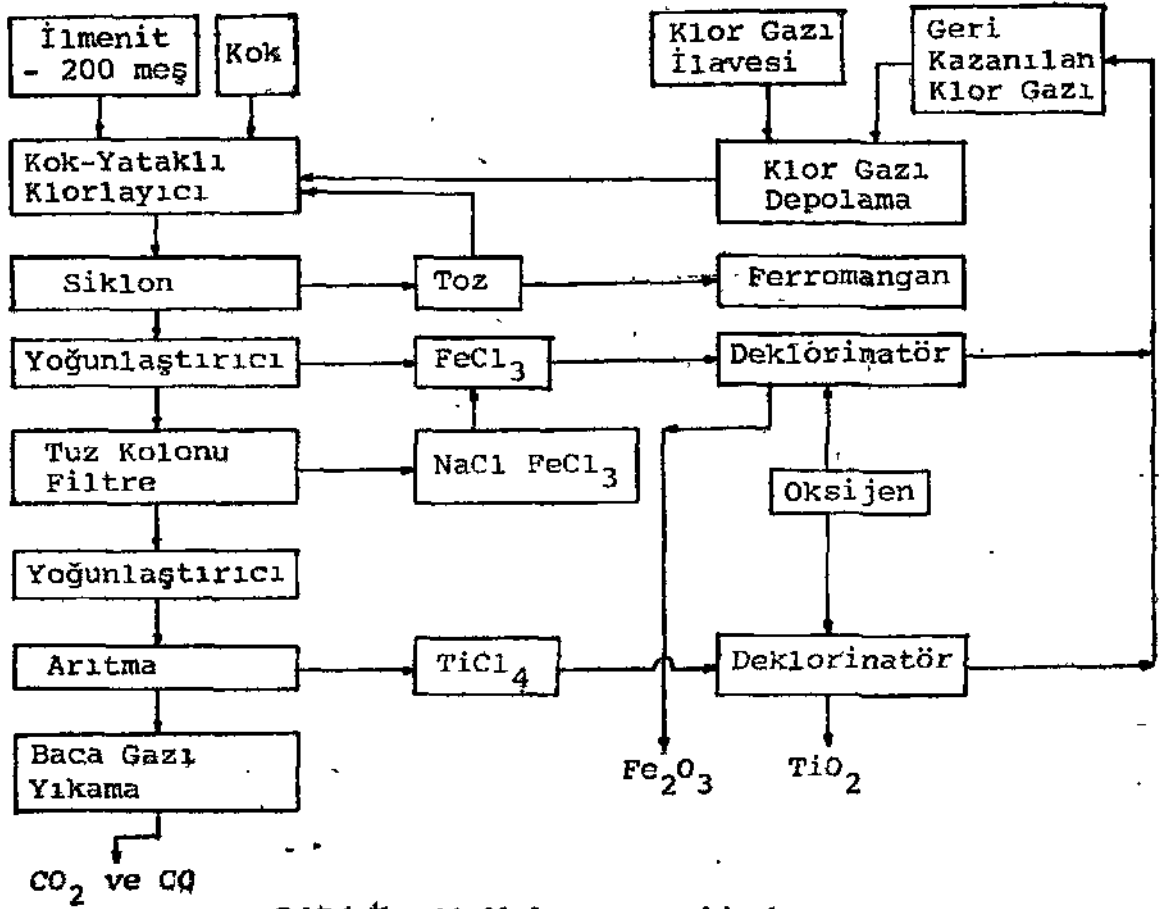 İlmenit
- 200 meş
Kok
Klor Gazı
İlavesi
Geri
Kazanılan
Klor Gazı
Kok-Yataklı
Klorlayıcı
Klor Gazı
Depolama
Siklon
Toz
Ferromangan
Yoğunlaştırıcı
FeCl3
Deklorimatör
Tuz Kolonu
Filtre
NaCl FeCl3
Oksijen
Yoğunlaştırıcı
Arıtma
TiCl4
Deklorinatör
Baca Gazı
Yıkama
Fe2O3
TiO2
CO2 ve CO